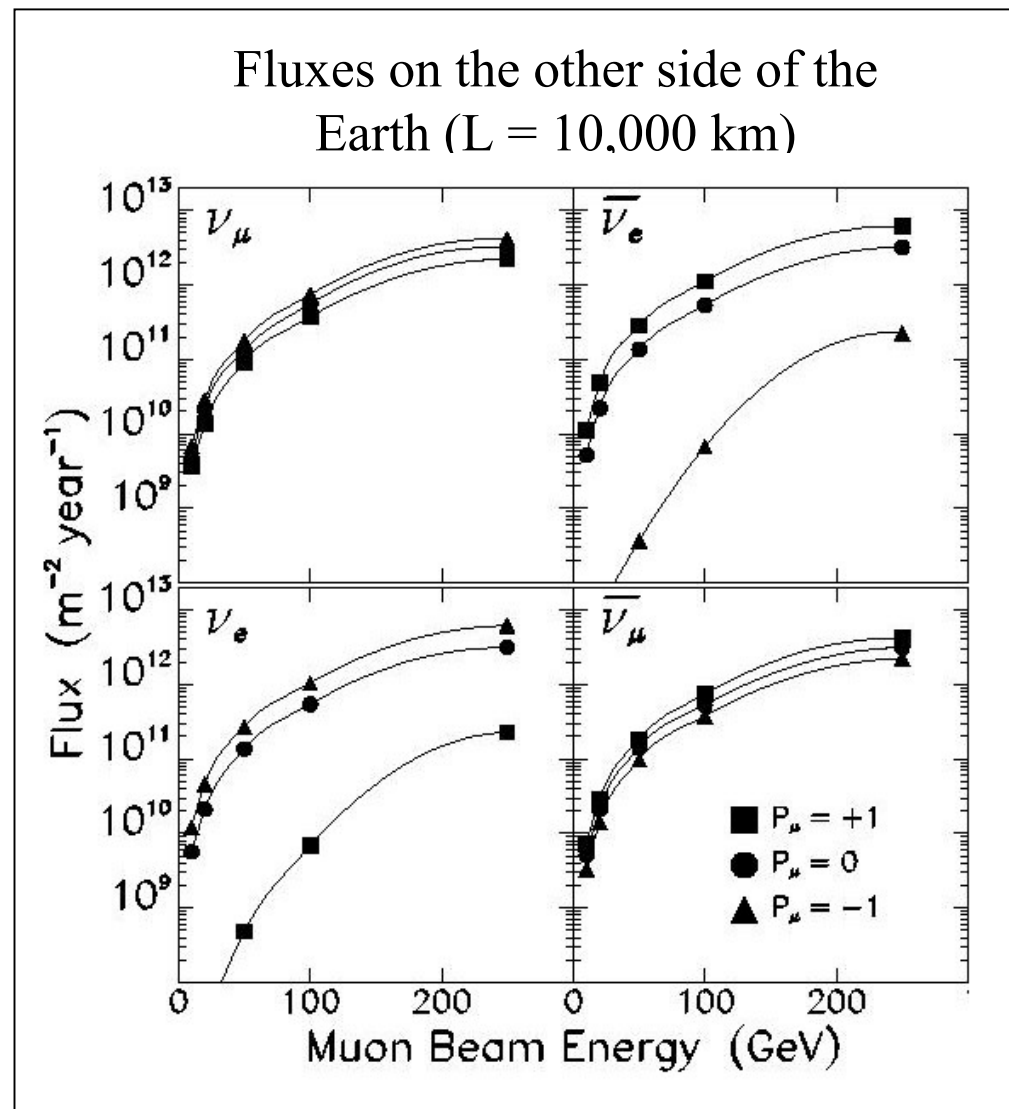 Fluxes on the other side of the
Earth (L = 10,000 km)
ν_μ
ν̅_e
10^13
10^12
10^11
10^10
10^9
ν_e
ν̅_μ
10^13
10^12
10^11
10^10
10^9
Flux (m^−2 year^−1)
P_μ = +1
P_μ = 0
P_μ = −1
0 100 200 0 100 200
Muon Beam Energy (GeV)